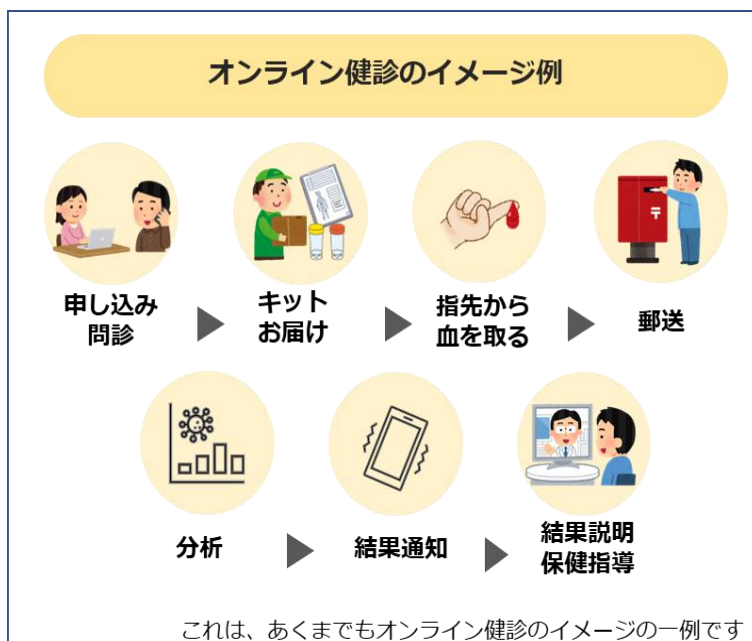 オンライン健診のイメージ例
申し込み
問診
キット
お届け
指先から
血を取る
郵送
分析
結果通知
結果説明
保健指導
これは、あくまでもオンライン健診のイメージの一例です